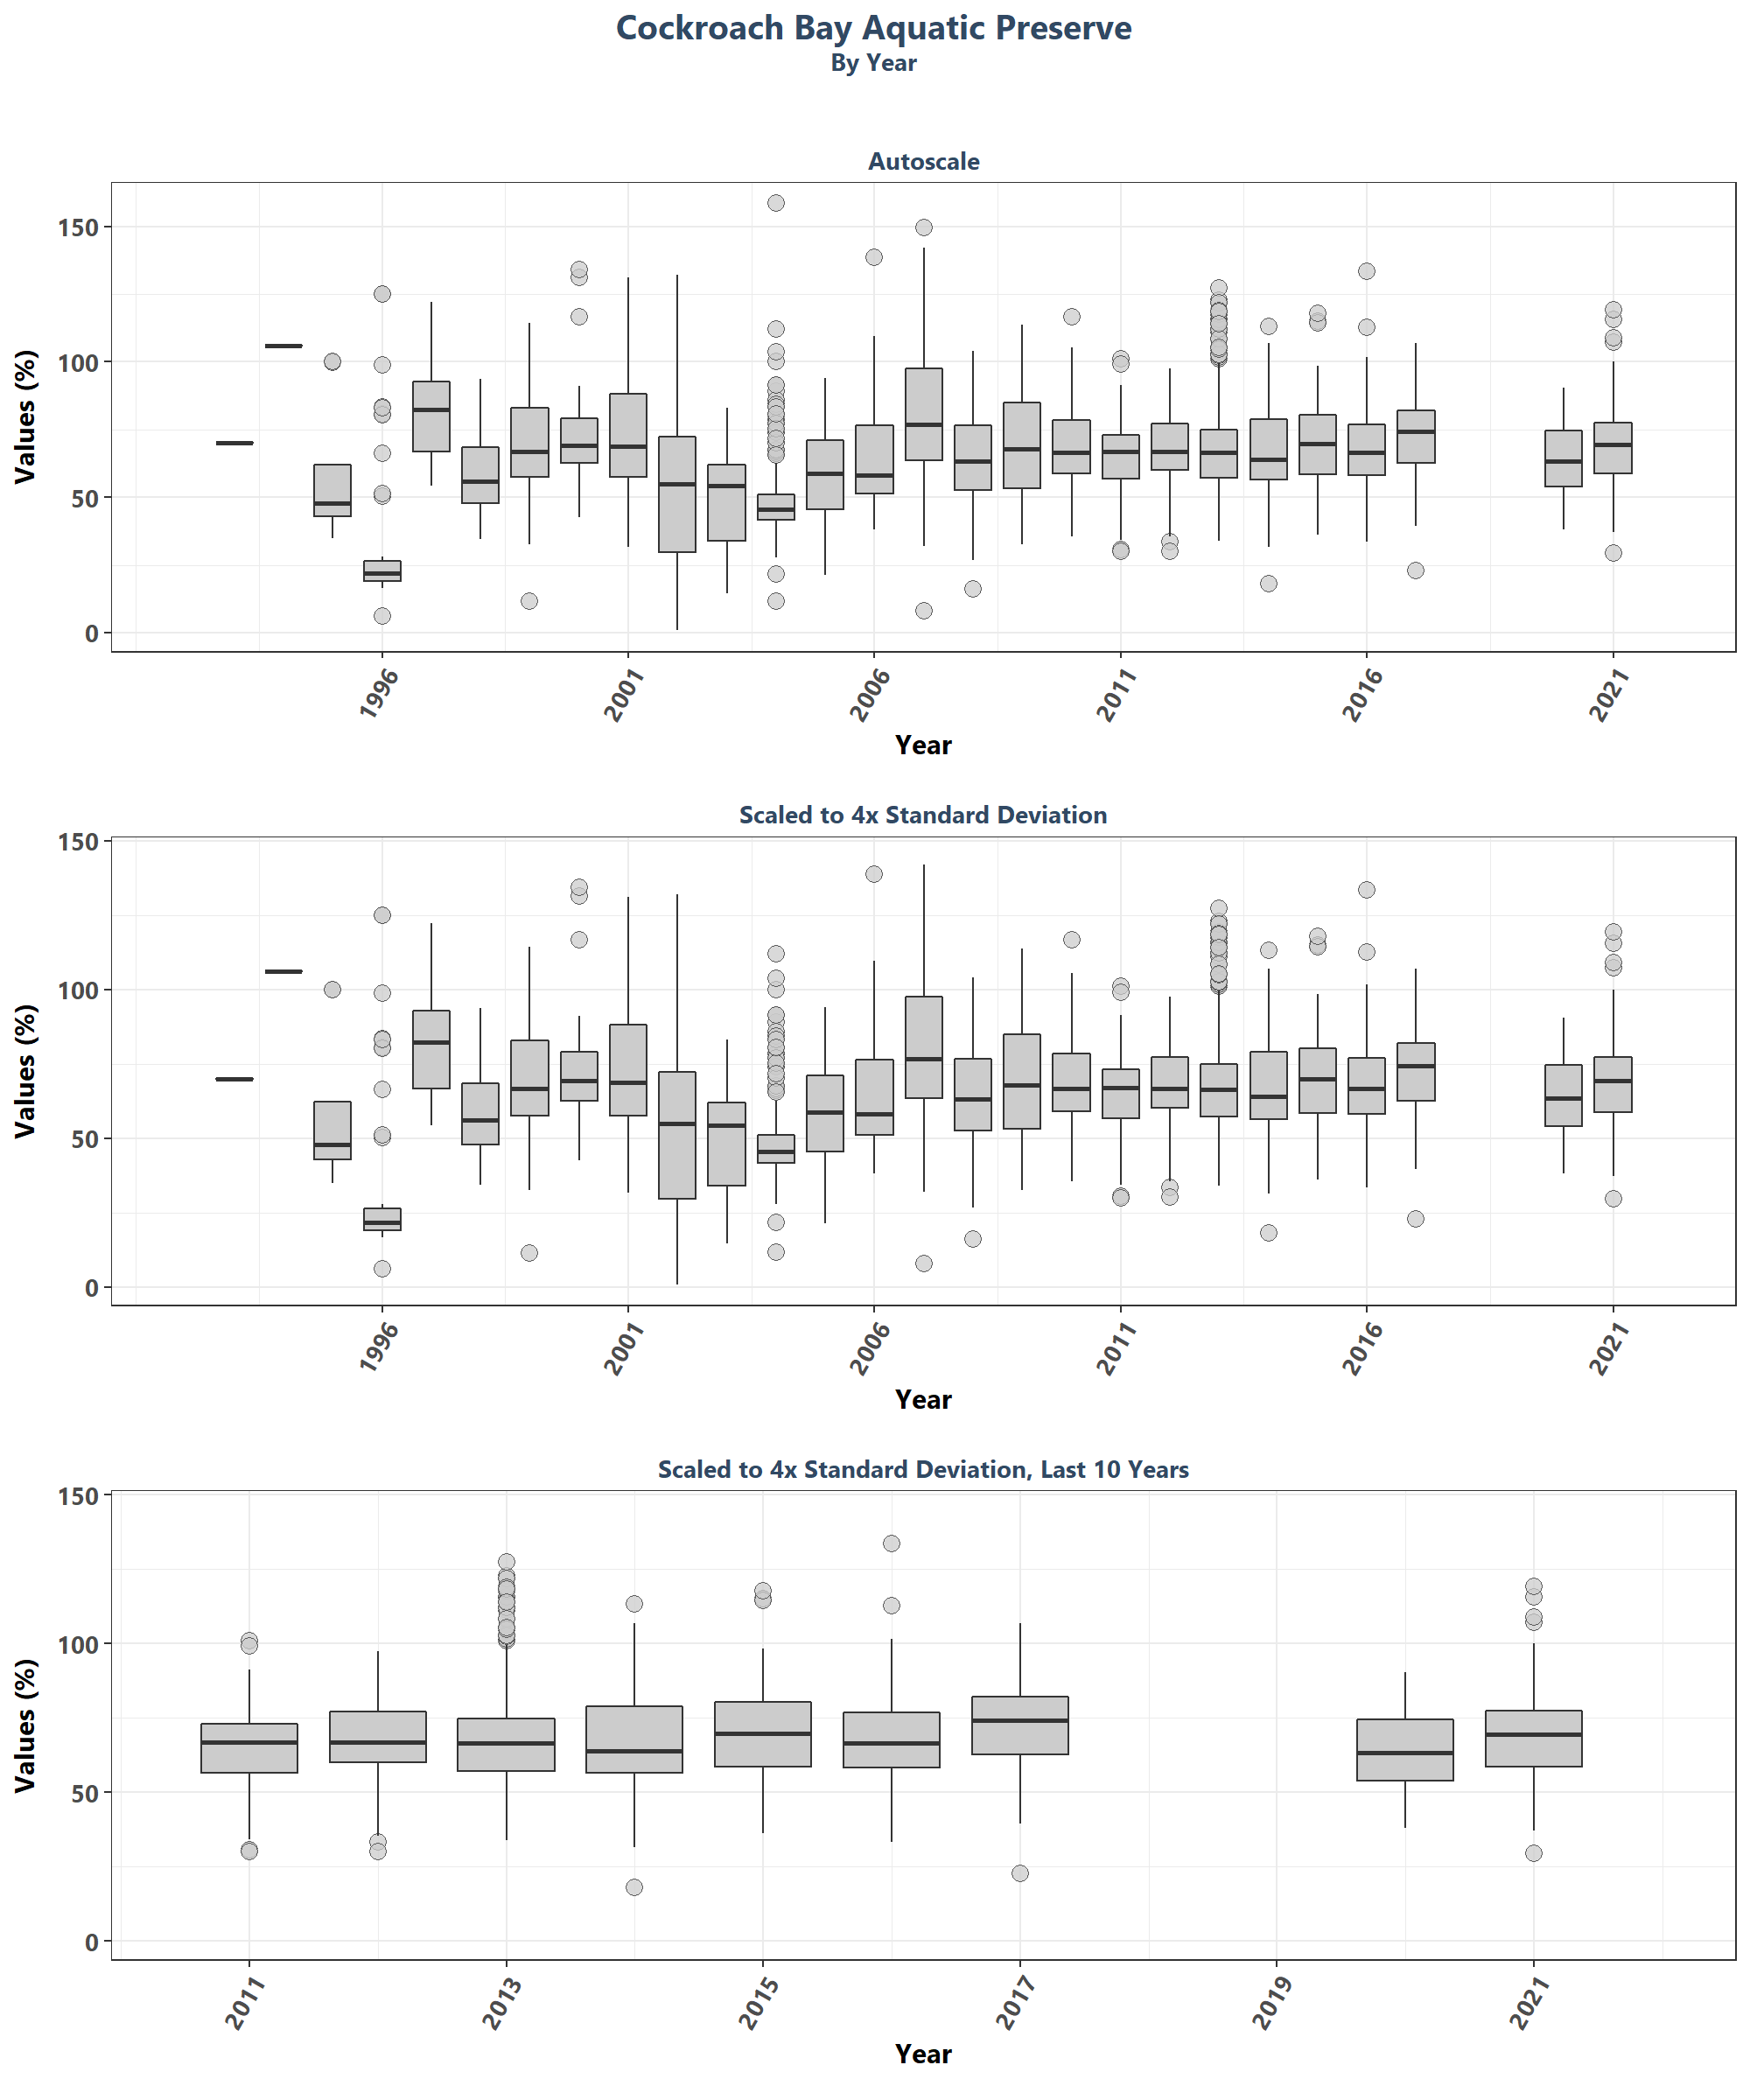 Cockroach Bay Aquatic Preserve
By Year
Autoscale
Values (%)
150
100
50
0
1996
2001
2006
2011
2016
2021
Year
Scaled to 4x Standard Deviation
Values (%)
150
100
50
0
1996
2001
2006
2011
2016
2021
Year
Scaled to 4x Standard Deviation, Last 10 Years
Values (%)
150
100
50
0
2011
2013
2015
2017
2019
2021
Year